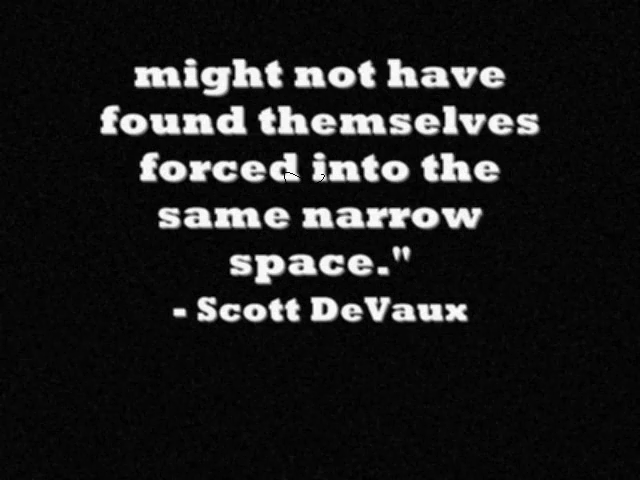 might not have
found themselves
forced into the
same narrow
space."
- Scott DeVaux